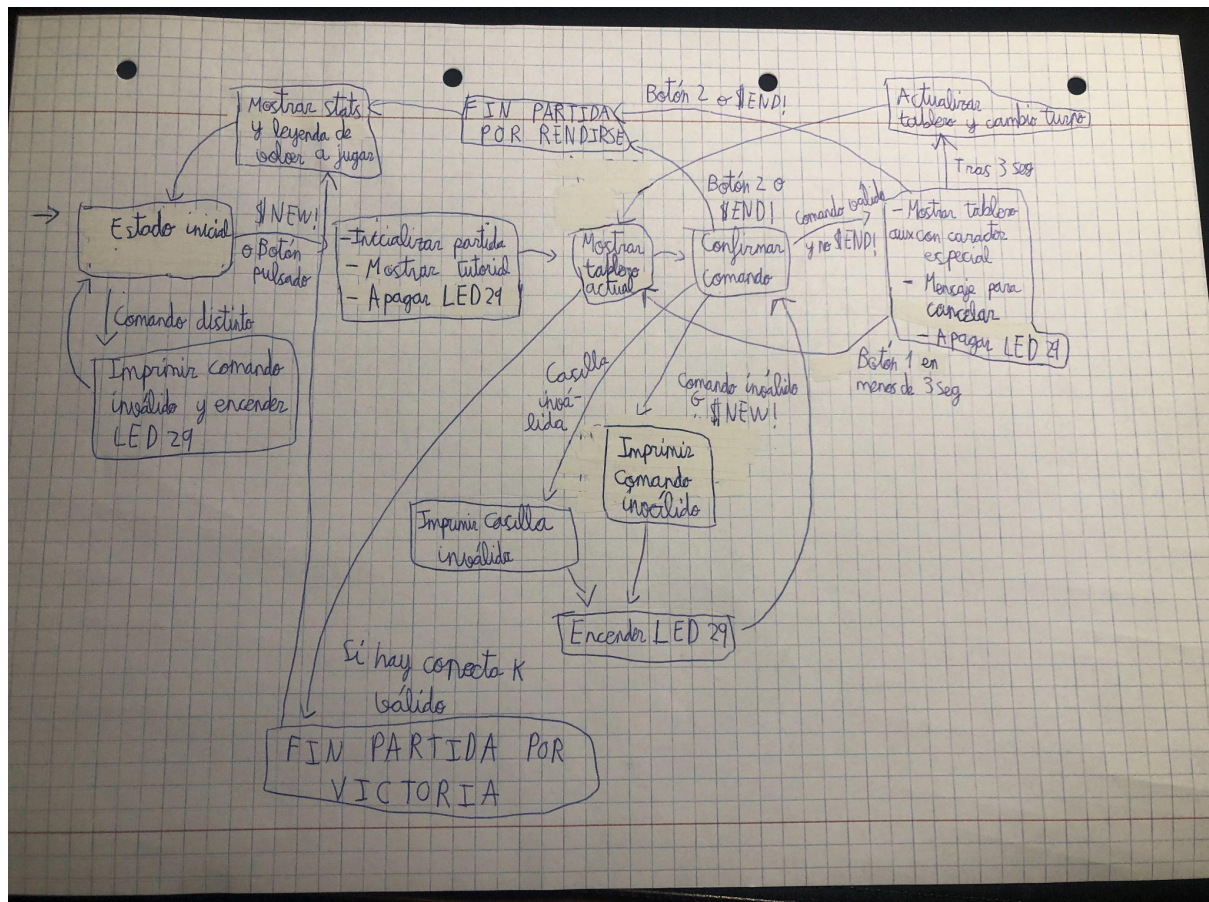 Mostrar stats
y leyenda de
volver a jugar
FIN PARTIDA
POR RENDIRSE
Botón 2 o $END!
Actualizar
tablero y cambio turno
Tras 3 seg
Estado inicial
$NEW!
o Botón
pulsado
-Inicializar partida
- Mostrar tutorial
- Apagar LED 29
Mostrar
tablero
actual
Botón 2 o
$END!
Confirmar
comando
Comando válido
y no $END!
- Mostrar tablero
aux con carácter
especial
- Mensaje para
cancelar
- Apagar LED 29
Botón 1 en
menos de 3 seg
Comando distinto
Imprimir comando
inválido y encender
LED 29
Casilla
invá-
lida
Comando inválido
ó $NEW!
Imprimir
Comando
inválido
Imprimir Casilla
inválida
Encender LED 29
Si hay conecta K
válido
FIN PARTIDA POR
VICTORIA